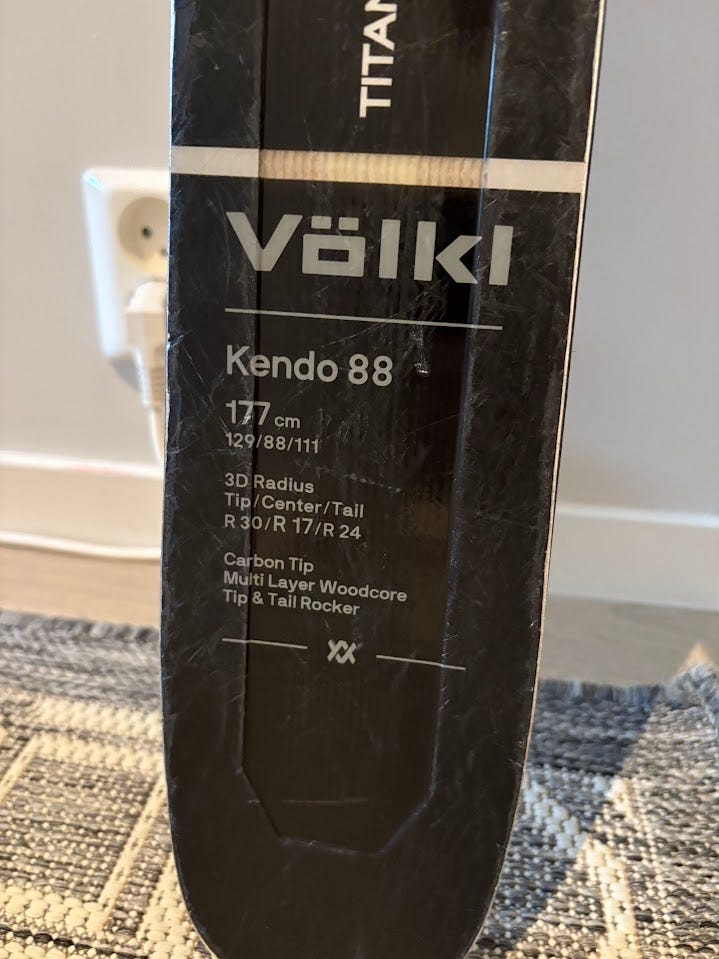 TITAN
Völkl
Kendo 88
177 cm
129/88/111
3D Radius
Tip/Center/Tail
R 30/R 17/R 24
Carbon Tip
Multi Layer Woodcore
Tip & Tail Rocker